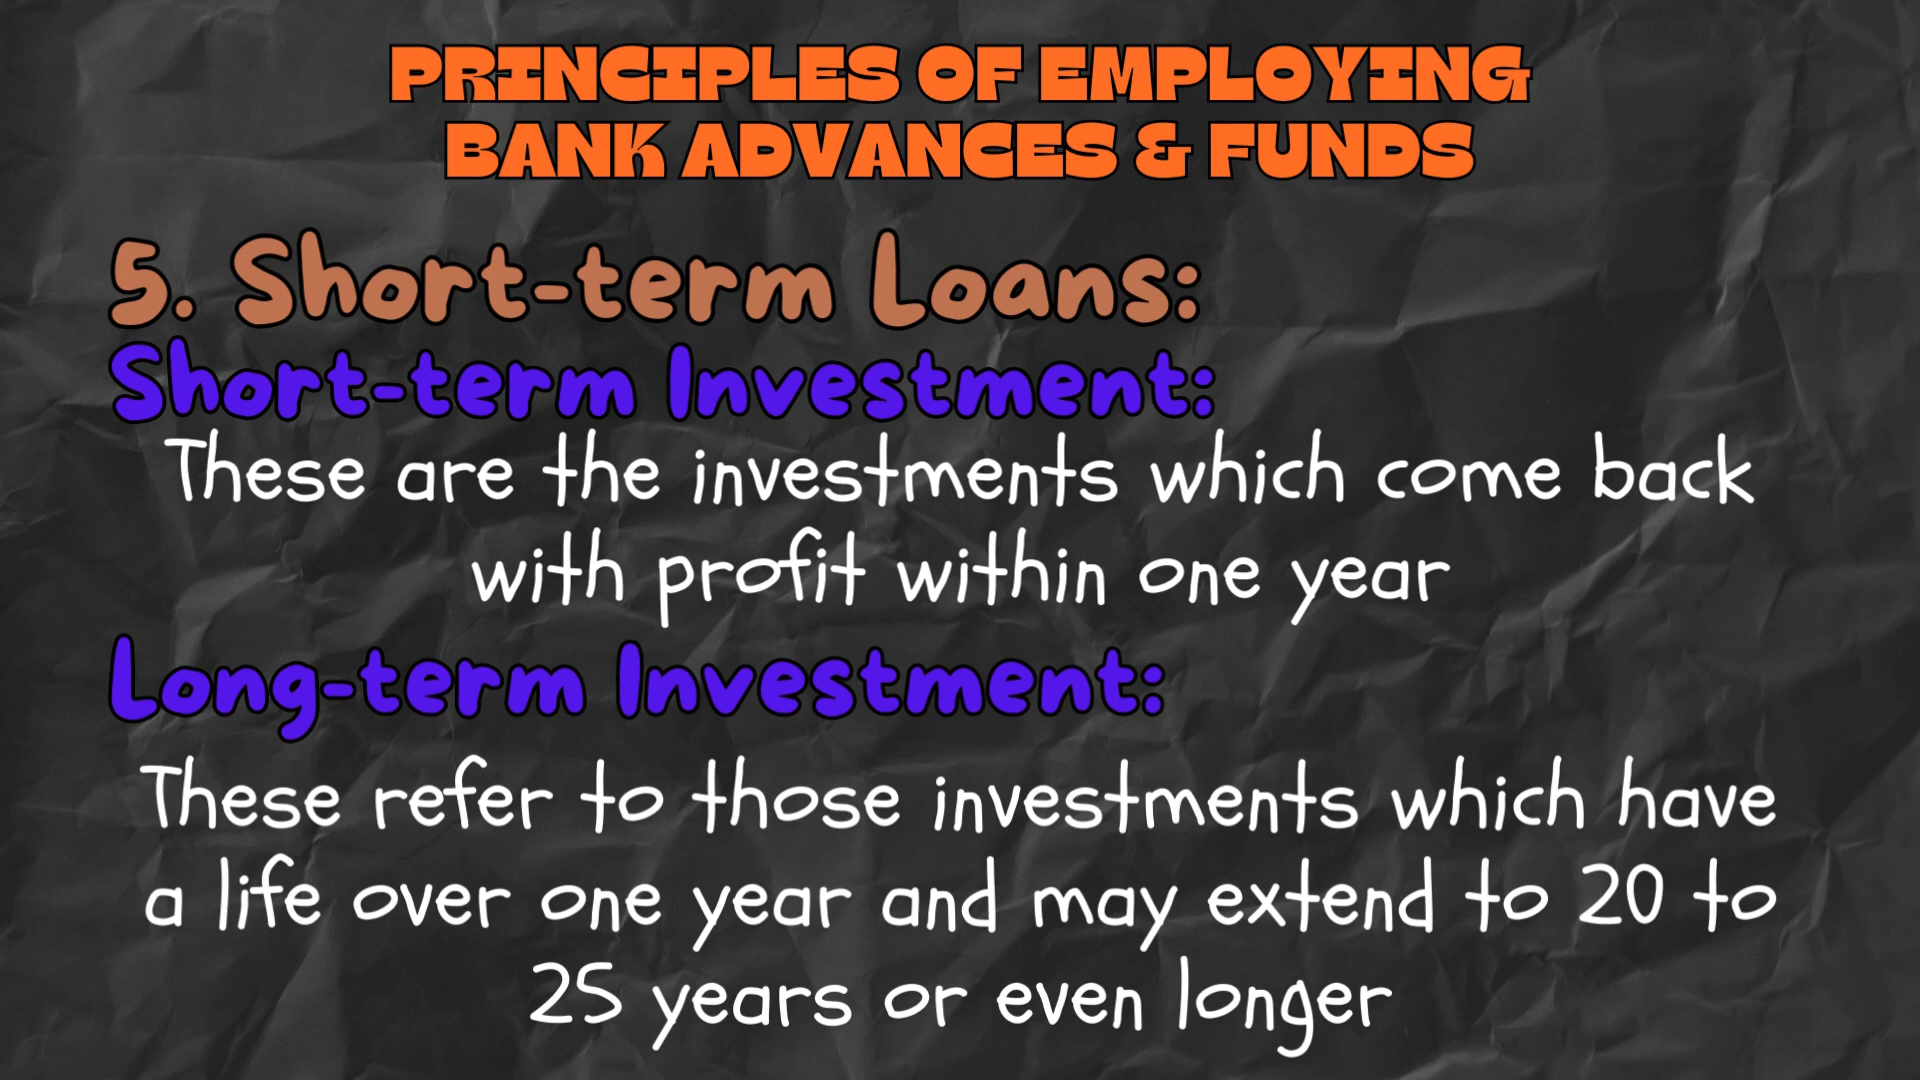 PRINCIPLES OF EMPLOYING
BANK ADVANCES & FUNDS
5. Short-term Loans:
Short-term Investment:
These are the investments which come back
with profit within one year
Long-term Investment:
These refer to those investments which have
a life over one year and may extend to 20 to
25 years or even longer